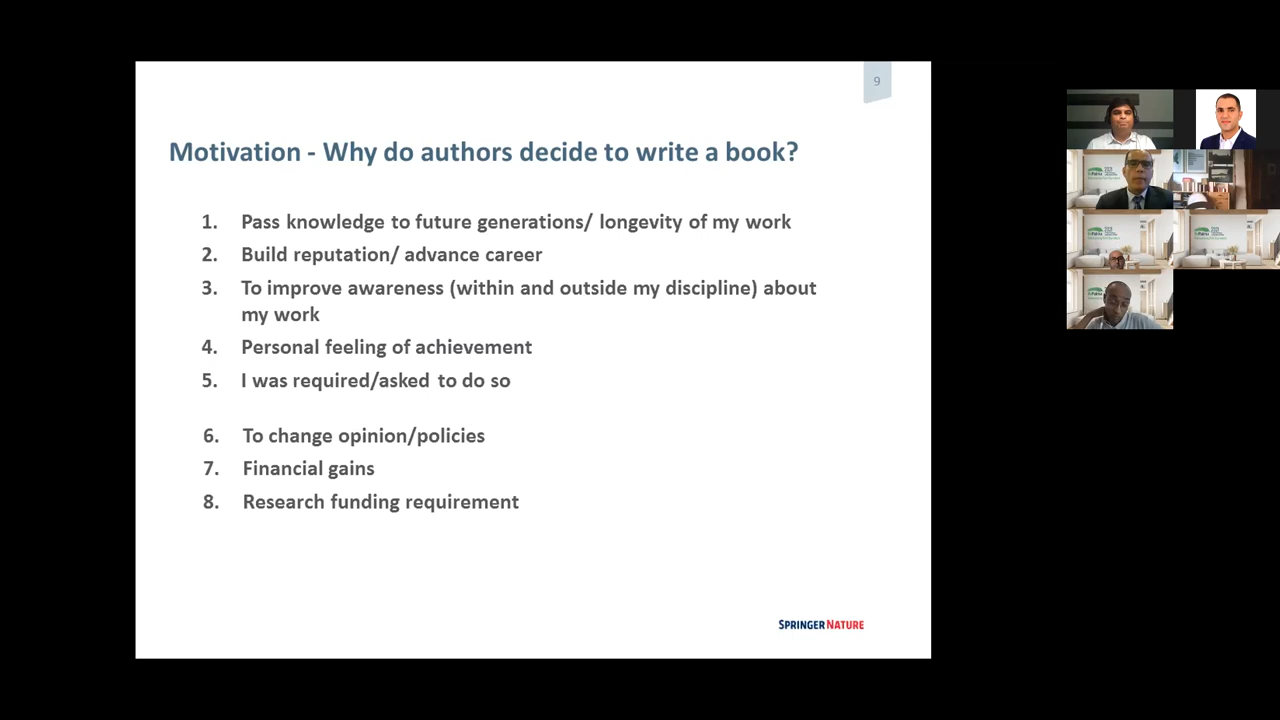 9
Motivation - Why do authors decide to write a book?
1. Pass knowledge to future generations/ longevity of my work
2. Build reputation/ advance career
3. To improve awareness (within and outside my discipline) about
my work
4. Personal feeling of achievement
5. I was required/asked to do so
6. To change opinion/policies
7. Financial gains
8. Research funding requirement
SPRINGER NATURE